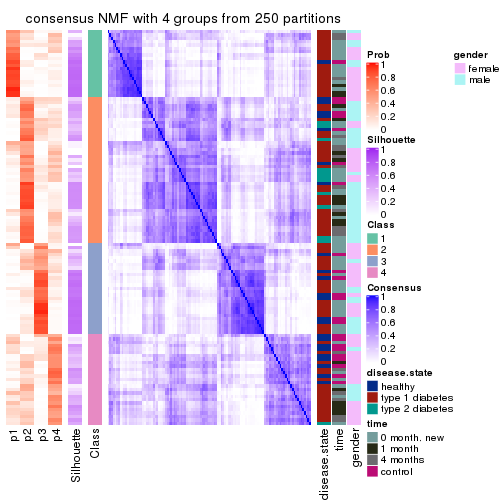 consensus NMF with 4 groups from 250 partitions
p1
p2
p3
p4
Silhouette
Class
disease.state
time
gender
Prob
1
0.8
0.6
0.4
0.2
0
Silhouette
1
0.8
0.6
0.4
0.2
0
Class
1
2
3
4
Consensus
1
0.8
0.6
0.4
0.2
0
disease.state
healthy
type 1 diabetes
type 2 diabetes
time
0 month. new
1 month
4 months
control
gender
female
male